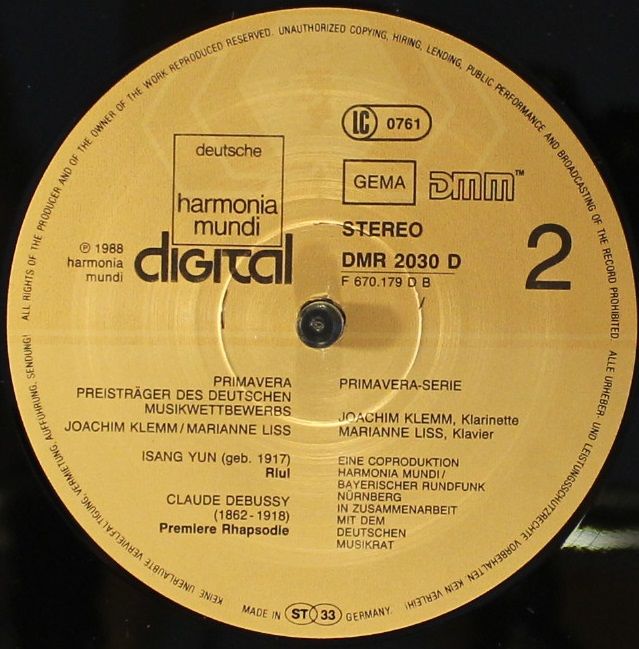 ALL RIGHTS OF THE PRODUCER AND OF THE OWNER OF THE WORK REPRODUCED RESERVED. UNAUTHORIZED COPYING, HIRING, LENDING, PUBLIC PERFORMANCE AND BROADCASTING OF THE RECORD PROHIBITED.
ALLE URHEBER- UND LEISTUNGSSCHUTZRECHTE VORBEHALTEN. KEIN VERLEIH! KEINE UNERLAUBTE VERVIELFÄLTIGUNG, VERMIETUNG, AUFFÜHRUNG, SENDUNG!
LC 0761
deutsche
harmonia
mundi
digital
GEMA DMM™
STEREO
DMR 2030 D
F 670.179 D B
2
℗ 1988
harmonia
mundi
PRIMAVERA
PREISTRÄGER DES DEUTSCHEN
MUSIKWETTBEWERBS
JOACHIM KLEMM/MARIANNE LISS
ISANG YUN (geb. 1917)
Riul
CLAUDE DEBUSSY
(1862-1918)
Premiere Rhapsodie
PRIMAVERA-SERIE
JOACHIM KLEMM, Klarinette
MARIANNE LISS, Klavier
EINE COPRODUKTION
HARMONIA MUNDI/
BAYERISCHER RUNDFUNK
NÜRNBERG
IN ZUSAMMENARBEIT
MIT DEM
DEUTSCHEN
MUSIKRAT
MADE IN ST 33 GERMANY